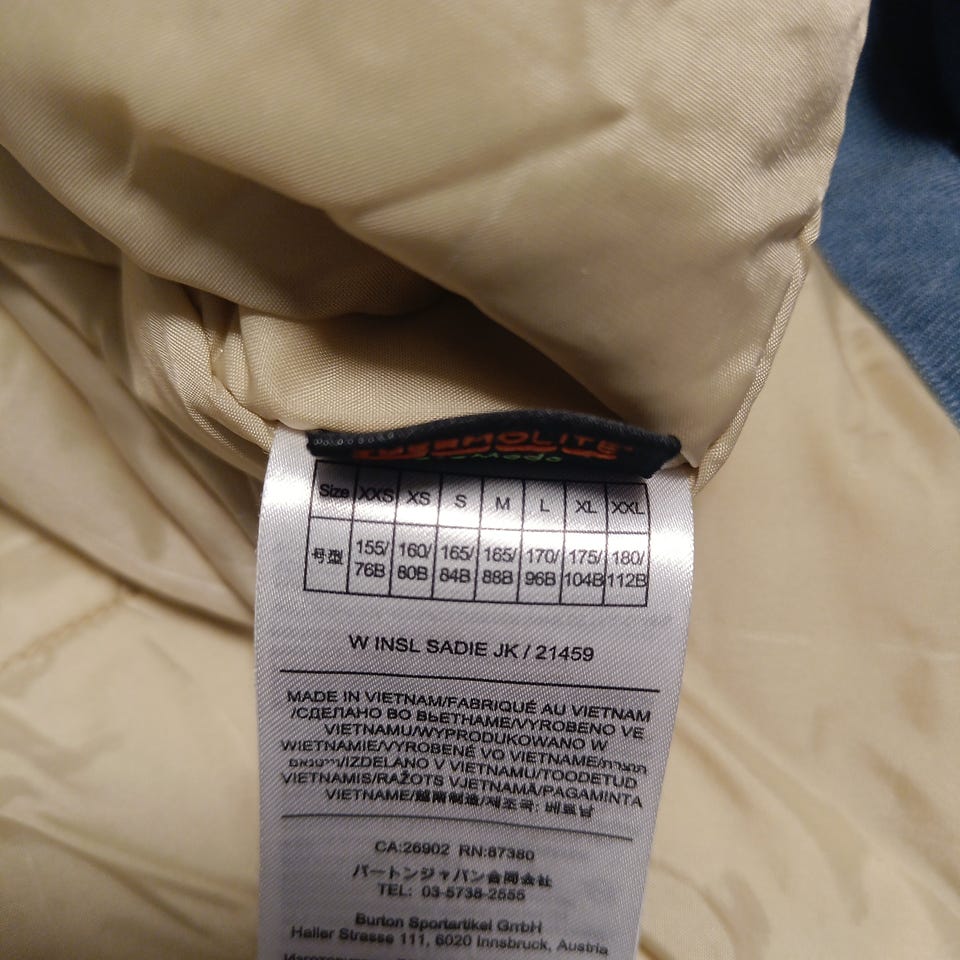 Size XXS XS S M L XL XXL
号型 155/76B 160/80B 165/84B 165/88B 170/96B 175/104B 180/112B
W INSL SADIE JK / 21459
MADE IN VIETNAM/FABRIQUÉ AU VIETNAM
/СДЕЛАНО ВО ВЬЕТНАМЕ/VYROBENO VE
VIETNAMU/WYPRODUKOWANO W
WIETNAMIE/VYROBENÉ VO VIETNAME/תוצרת
וייטנאם/IZDELANO V VIETNAMU/TOODETUD
VIETNAMIS/RAŽOTS VJETNAMĀ/PAGAMINTA
VIETNAME/越南制造/제조국: 베트남
CA:26902 RN:87380
バートンジャパン合同会社
TEL: 03-5738-2555
Burton Sportartikel GmbH
Haller Strasse 111, 6020 Innsbruck, Austria